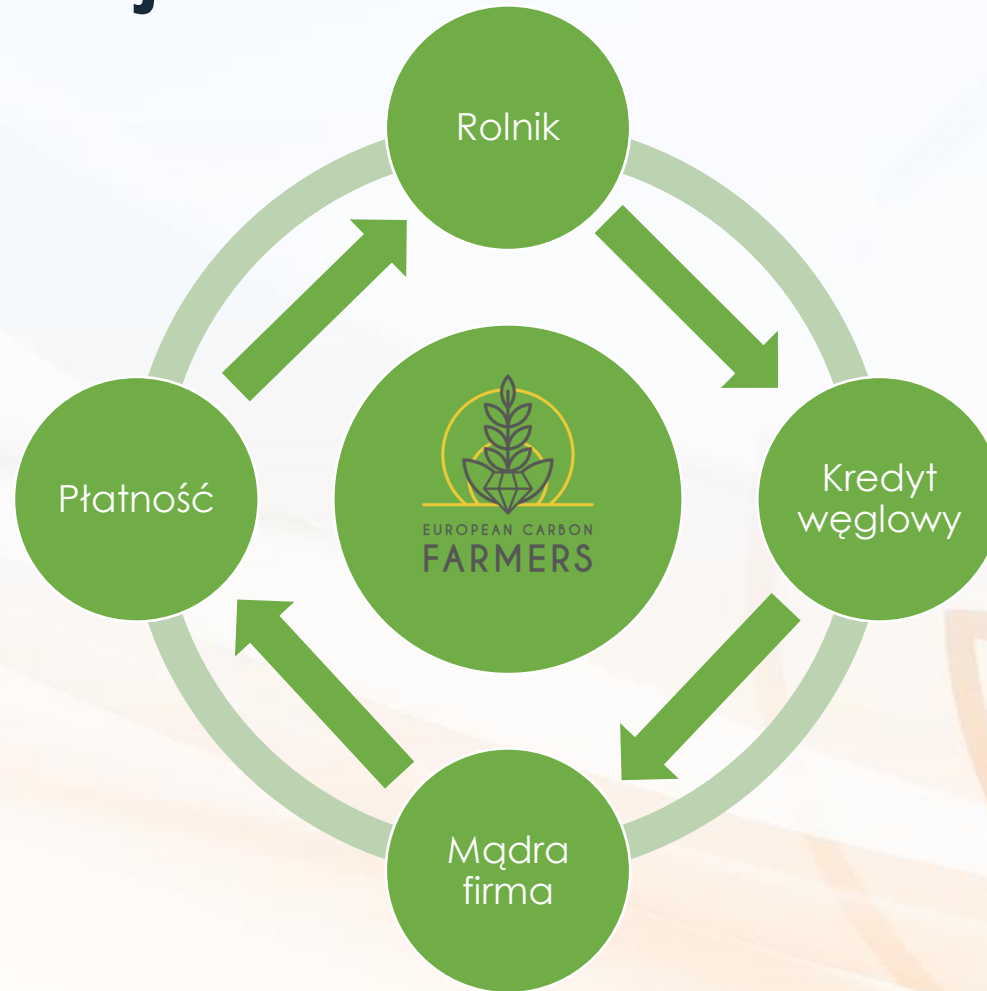 Rolnik
Płatność
EUROPEAN CARBON
FARMERS
Kredyt
węglowy
Mądra
firma